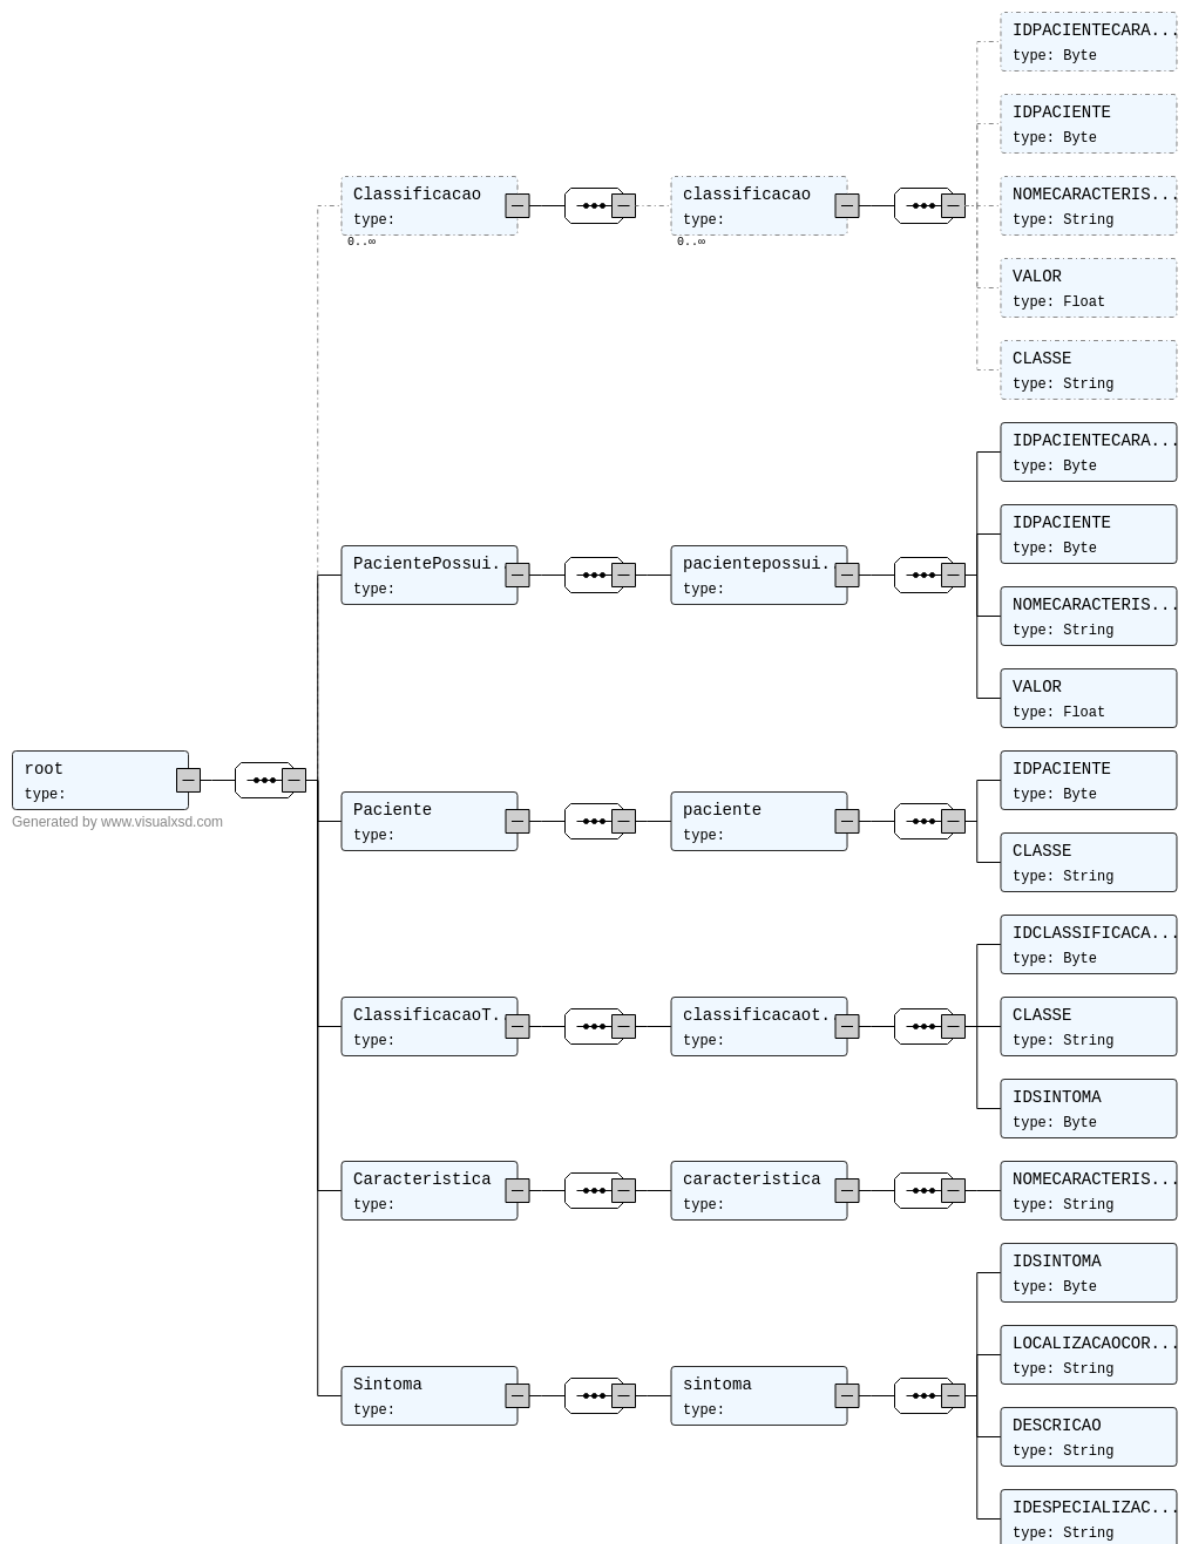 IDPACIENTECARA...
type: Byte
IDPACIENTE
type: Byte
Classificacao
type:
0..∞
classificacao
type:
0..∞
NOMECARACTERIS...
type: String
VALOR
type: Float
CLASSE
type: String
IDPACIENTECARA...
type: Byte
IDPACIENTE
type: Byte
PacientePossui..
type:
pacientepossui..
type:
NOMECARACTERIS...
type: String
VALOR
type: Float
root
type:
Generated by www.visualxsd.com
Paciente
type:
paciente
type:
IDPACIENTE
type: Byte
CLASSE
type: String
IDCLASSIFICACA...
type: Byte
ClassificacaoT..
type:
classificacaot..
type:
CLASSE
type: String
IDSINTOMA
type: Byte
Caracteristica
type:
caracteristica
type:
NOMECARACTERIS...
type: String
IDSINTOMA
type: Byte
LOCALIZACAOCOR...
type: String
Sintoma
type:
sintoma
type:
DESCRICAO
type: String
IDESPECIALIZAC...
type: String